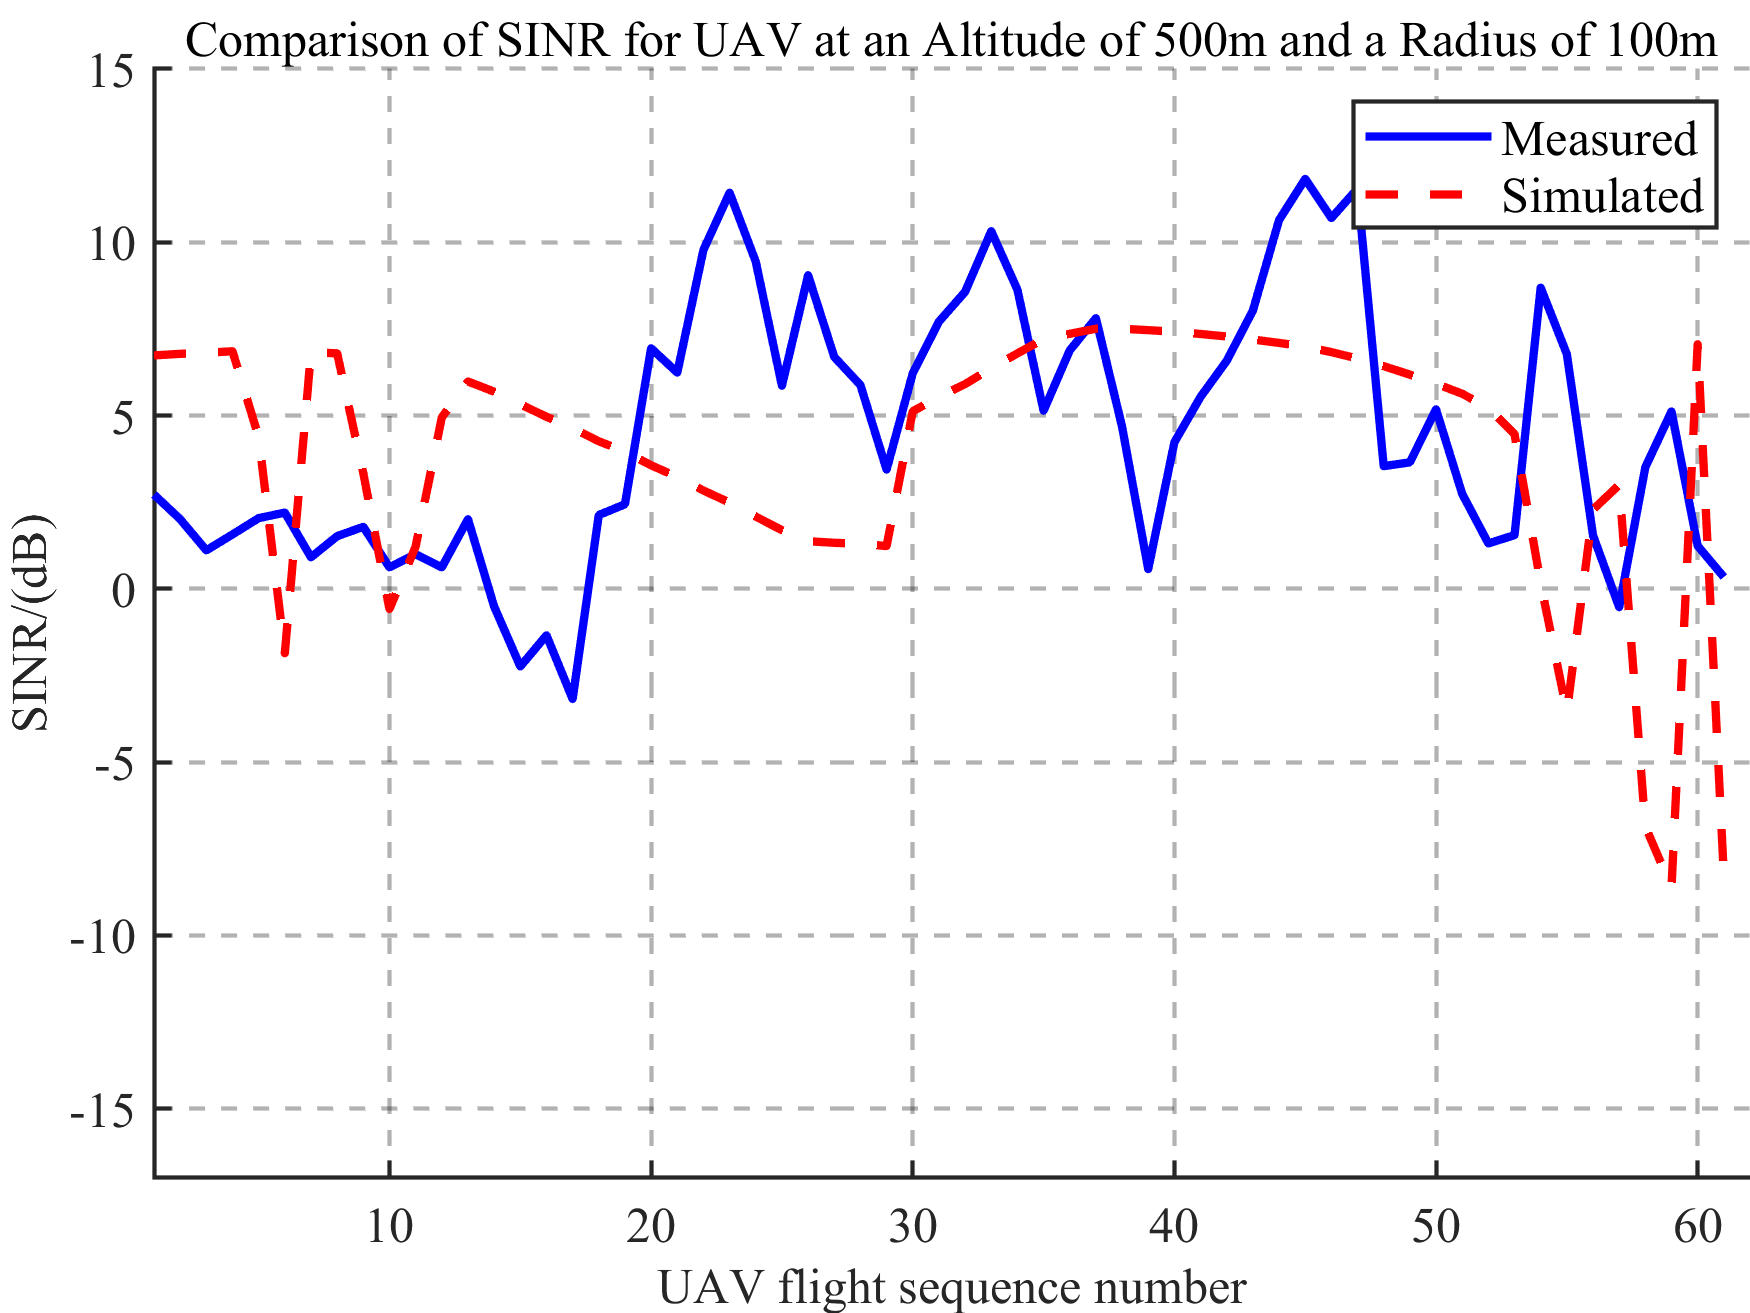 Comparison of SINR for UAV at an Altitude of 500m and a Radius of 100m
15
10
5
0
-5
-10
-15
SINR/(dB)
Measured
Simulated
10 20 30 40 50 60
UAV flight sequence number